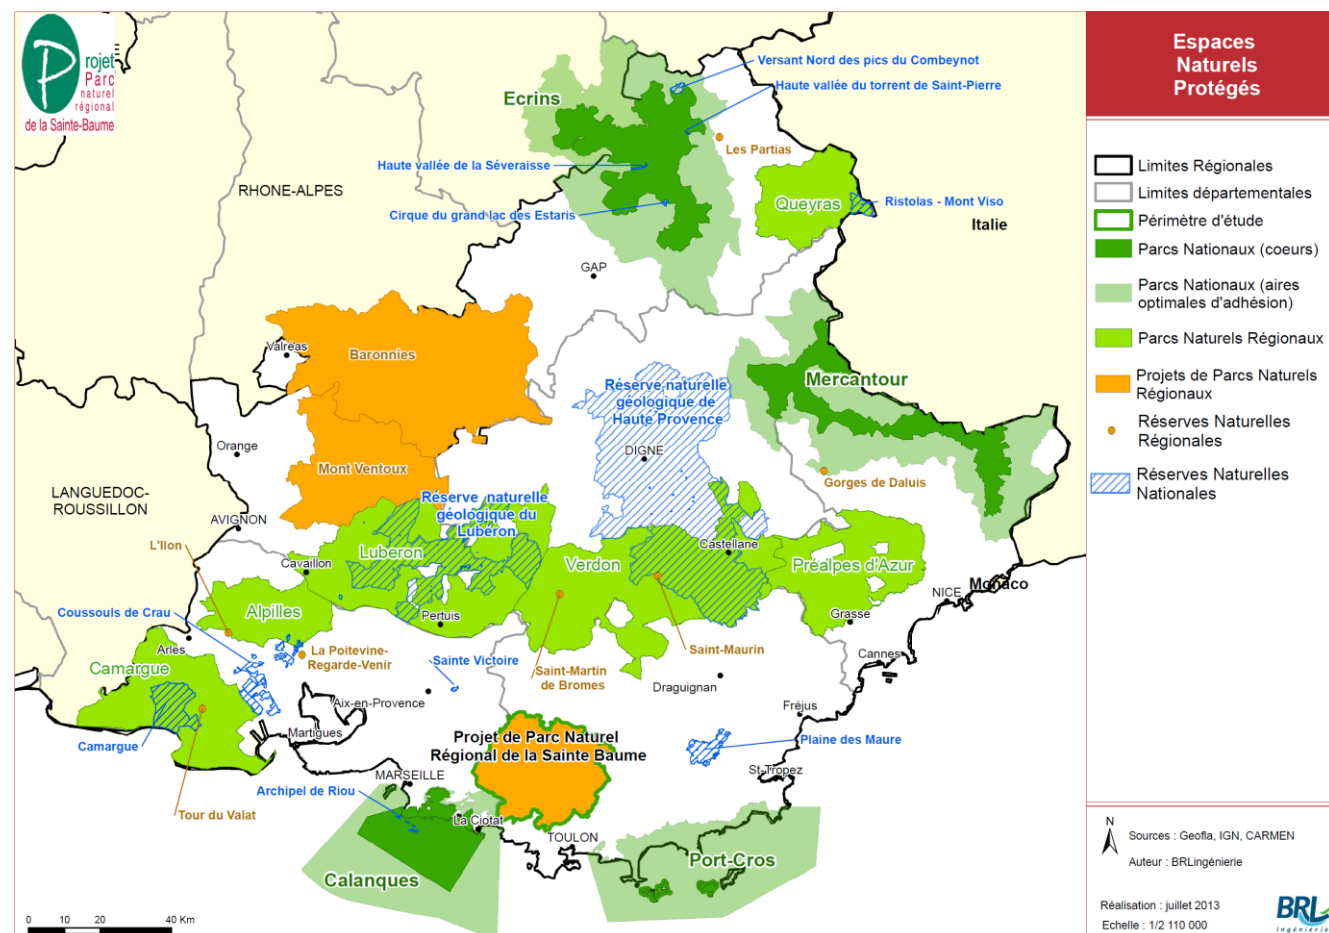 Projet
Parc
naturel
régional
de la Sainte-Baume
Espaces
Naturels
Protégés
Versant Nord des pics du Combeynot
Haute vallée du torrent de Saint-Pierre
Ecrins
Les Partias
Haute vallée de la Séveraisse
RHONE-ALPES
Queyras
Ristolas - Mont Viso
Cirque du grand lac des Estaris
Italie
GAP
Valréas
Baronnies
Mercantour
Réserve naturelle
géologique de
Haute Provence
Orange
DIGNE
Mont Ventoux
Gorges de Daluis
LANGUEDOC-
ROUSSILLON
Réserve naturelle
géologique du
Luberon
AVIGNON
L'Ilon
Luberon
Castellane
Cavaillon
Verdon
Préalpes d'Azur
Monaco
NICE
Coussouls de Crau
Alpilles
Pertuis
Grasse
Arles
La Poitevine-
Regarde-Venir
Saint-Maurin
Cannes
Camargue
Sainte Victoire
Saint-Martin
de Bromes
Draguignan
Aix-en-Provence
Fréjus
Martigues
Projet de Parc Naturel
Régional de la Sainte Baume
Plaine des Maure
Camargue
St-Tropez
MARSEILLE
Archipel de Riou
Tour du Valat
La Ciotat
TOULON
Port-Cros
Calanques
0 10 20 40 Km
Limites Régionales
Limites départementales
Périmètre d'étude
Parcs Nationaux (coeurs)
Parcs Nationaux (aires
optimales d'adhésion)
Parcs Naturels Régionaux
Projets de Parcs Naturels
Régionaux
Réserves Naturelles
Régionales
Réserves Naturelles
Nationales
N
Sources : Geofla, IGN, CARMEN
Auteur : BRLingénierie
Réalisation : juillet 2013
Echelle : 1/2 110 000
BRL
Ingénierie